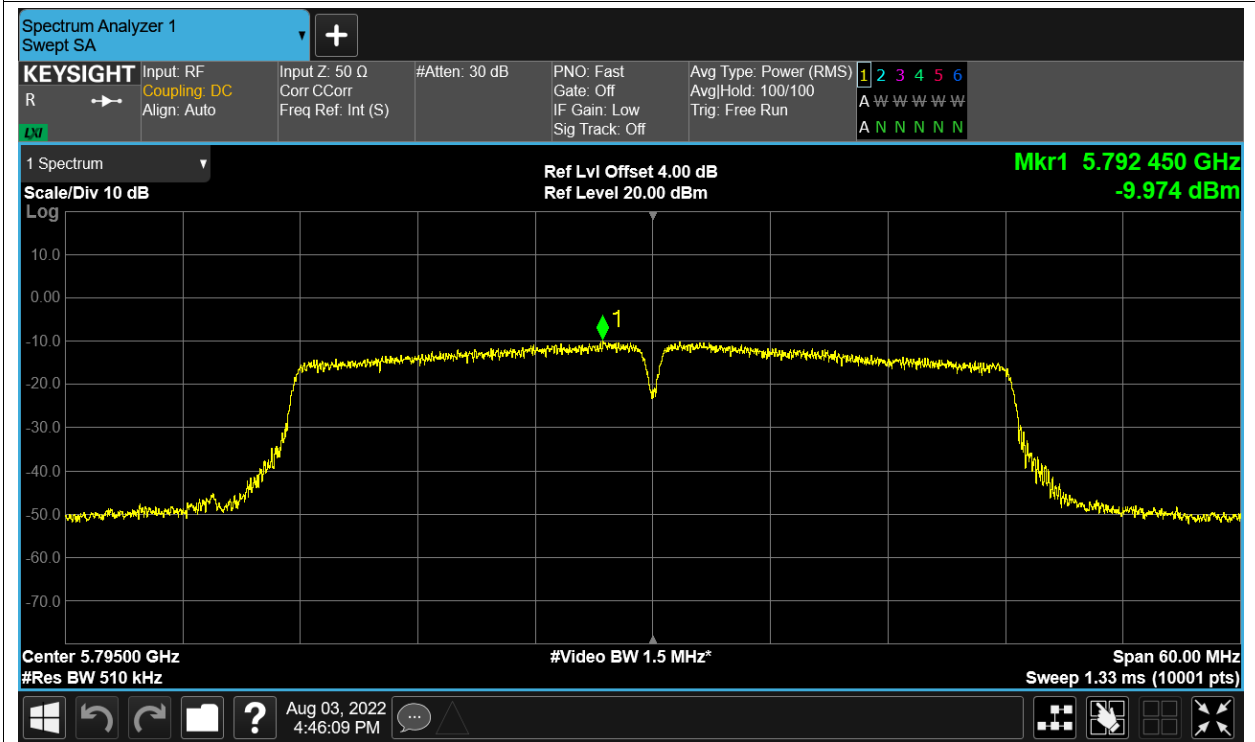 Spectrum Analyzer 1
Swept SA
+
KEYSIGHT
R
LXI
Input: RF
Coupling: DC
Align: Auto
Input Z: 50 Ω
Corr CCorr
Freq Ref: Int (S)
#Atten: 30 dB
PNO: Fast
Gate: Off
IF Gain: Low
Sig Track: Off
Avg Type: Power (RMS)
Avg|Hold: 100/100
Trig: Free Run
1 2 3 4 5 6
A W W W W W
A N N N N N
1 Spectrum
Scale/Div 10 dB
Log
Ref Lvl Offset 4.00 dB
Ref Level 20.00 dBm
Mkr1 5.792 450 GHz
-9.974 dBm
10.0
0.00
-10.0
-20.0
-30.0
-40.0
-50.0
-60.0
-70.0
1
Center 5.79500 GHz
#Res BW 510 kHz
#Video BW 1.5 MHz*
Span 60.00 MHz
Sweep 1.33 ms (10001 pts)
?
Aug 03, 2022
4:46:09 PM